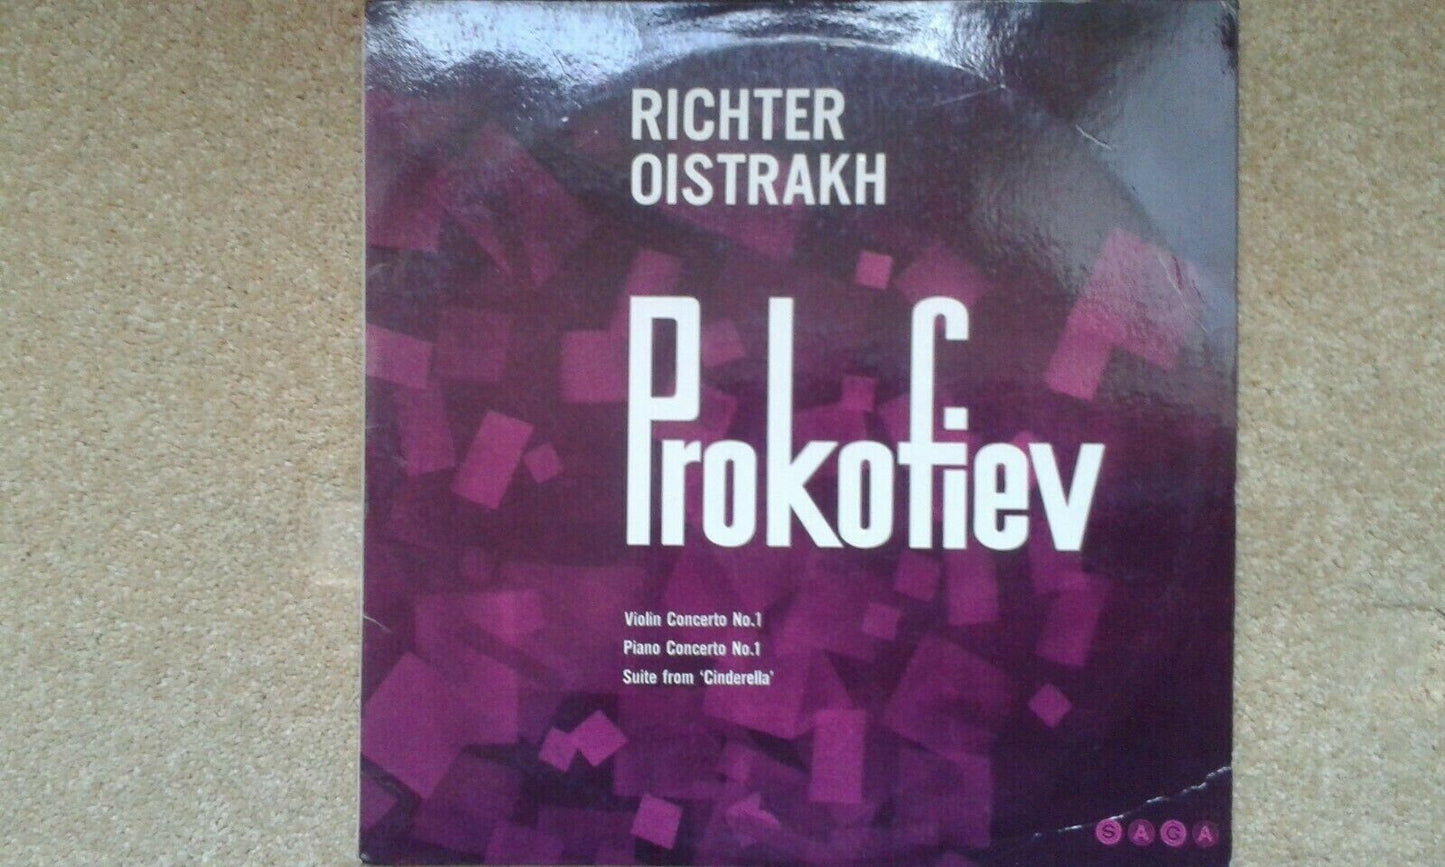 RICHTER
OISTRAKH
Prokofiev
Violin Concerto No.1
Piano Concerto No.1
Suite from ‘Cinderella’
SAGA